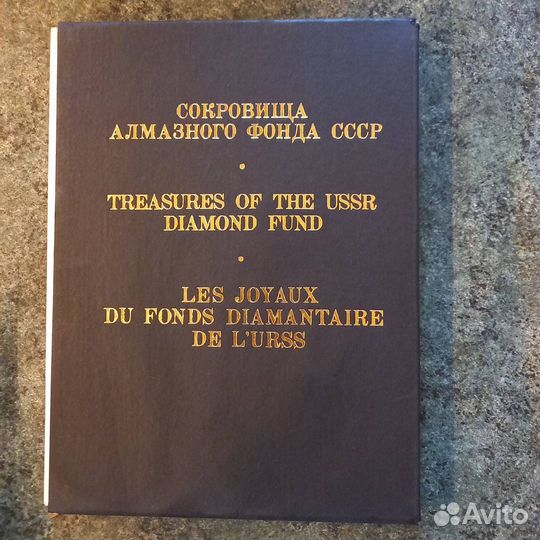 СОКРОВИЩА
АЛМАЗНОГО ФОНДА СССР
•
TREASURES OF THE USSR
DIAMOND FUND
•
LES JOYAUX
DU FONDS DIAMANTAIRE
DE L'URSS
Avito